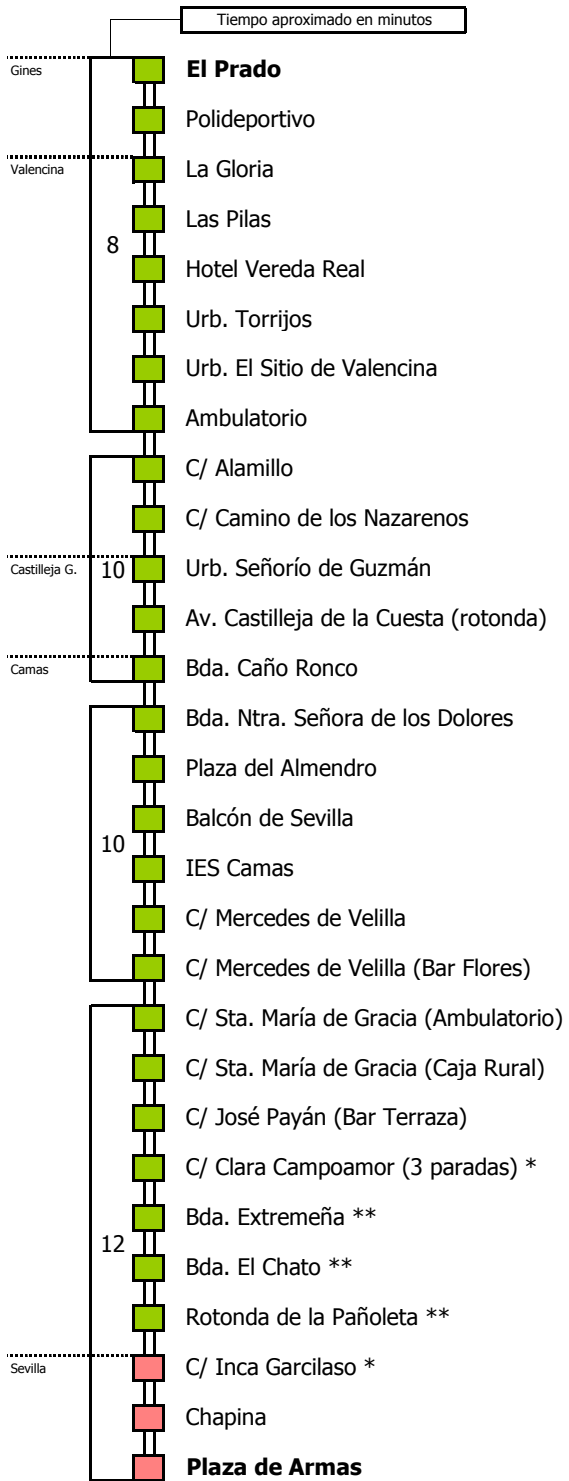 Tiempo aproximado en minutos
Gines
El Prado
Polideportivo
Valencina
La Gloria
Las Pilas
8
Hotel Vereda Real
Urb. Torrijos
Urb. El Sitio de Valencina
Ambulatorio
C/ Alamillo
C/ Camino de los Nazarenos
Castilleja G.
10
Urb. Señorío de Guzmán
Av. Castilleja de la Cuesta (rotonda)
Camas
Bda. Caño Ronco
Bda. Ntra. Señora de los Dolores
Plaza del Almendro
Balcón de Sevilla
10
IES Camas
C/ Mercedes de Velilla
C/ Mercedes de Velilla (Bar Flores)
C/ Sta. María de Gracia (Ambulatorio)
C/ Sta. María de Gracia (Caja Rural)
C/ José Payán (Bar Terraza)
C/ Clara Campoamor (3 paradas) *
Bda. Extremeña **
12
Bda. El Chato **
Rotonda de la Pañoleta **
Sevilla
C/ Inca Garcilaso *
Chapina
Plaza de Armas